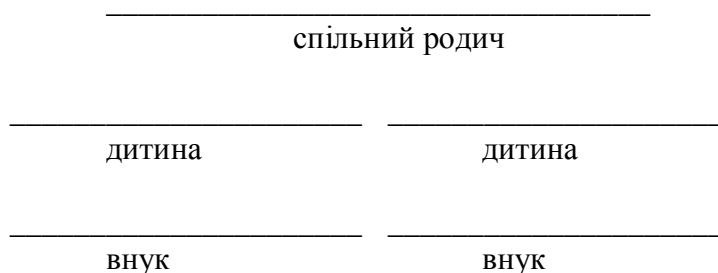 спільний родич
дитина дитина
внук внук